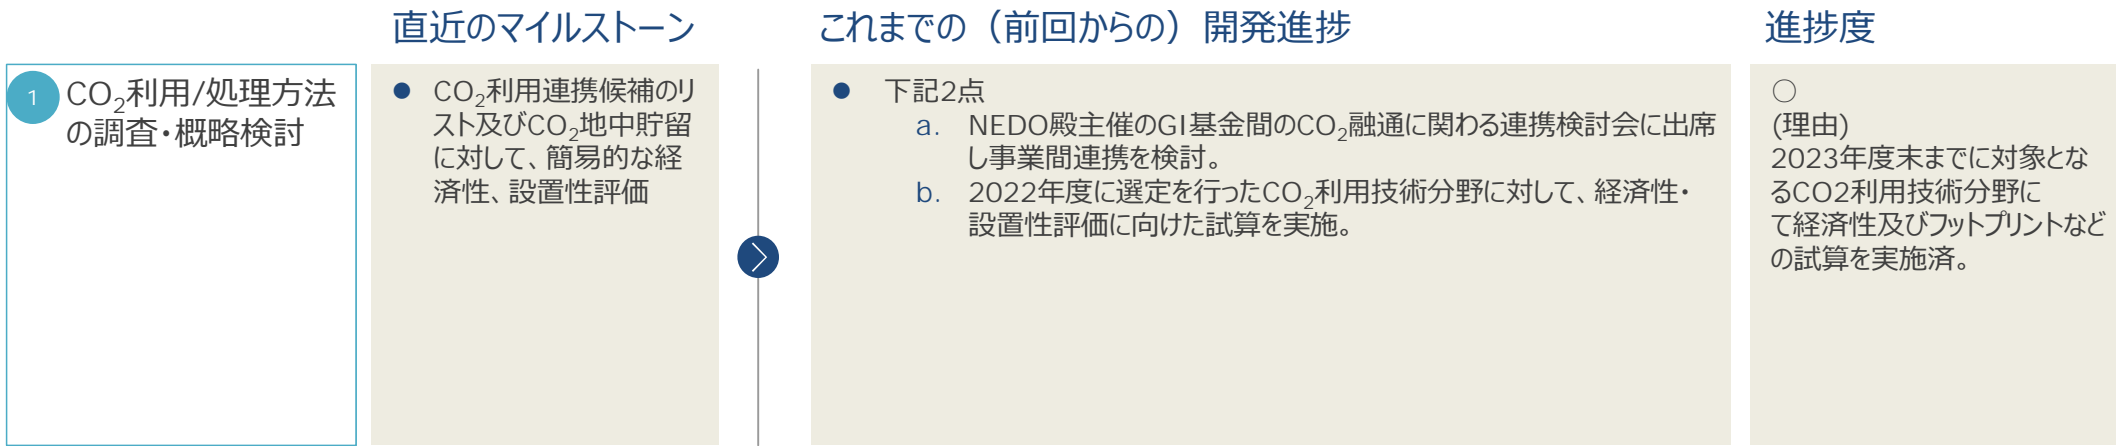 直近のマイルストーン
これまでの（前回からの）開発進捗
進捗度
1
CO₂利用/処理方法
の調査・概略検討
● CO₂利用連携候補のリ
スト及びCO₂地中貯留
に対して、簡易的な経
済性、設置性評価
● 下記2点
a. NEDO殿主催のGI基金間のCO₂融通に関わる連携検討会に出席
し事業間連携を検討。
b. 2022年度に選定を行ったCO₂利用技術分野に対して、経済性・
設置性評価に向けた試算を実施。
○
(理由)
2023年度末までに対象とな
るCO2利用技術分野に
て経済性及びフットプリントなど
の試算を実施済。